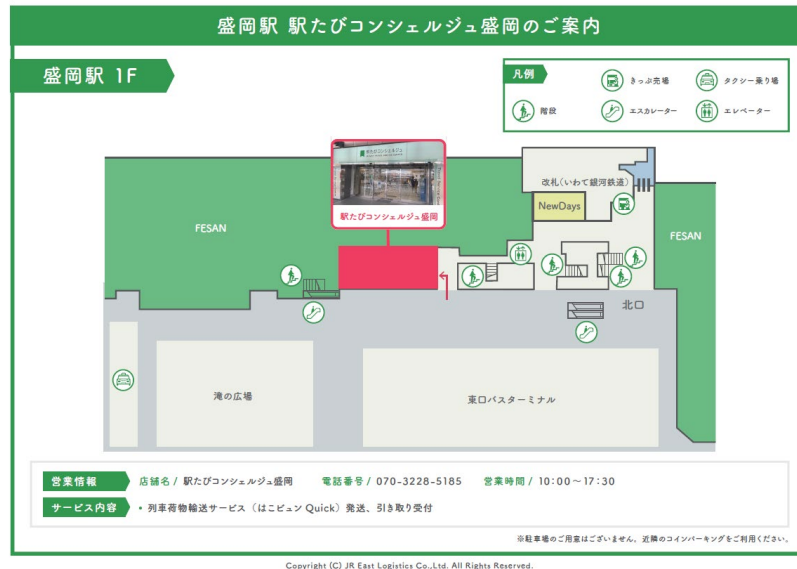 盛岡駅 駅たびコンシェルジュ盛岡のご案内
盛岡駅 1F
凡例
きっぷ売場
タクシー乗り場
階段
エスカレーター
エレベーター
駅たびコンシェルジュ
駅たびコンシェルジュ盛岡
改札(いわて銀河鉄道)
NewDays
FESAN
FESAN
北口
滝の広場
東口バスターミナル
営業情報 店舗名 / 駅たびコンシェルジュ盛岡 電話番号 / 070-3228-5185 営業時間 / 10:00~17:30
サービス内容 • 列車荷物輸送サービス(はこビュン Quick)発送、引き取り受付
※駐車場のご用意はございません。近隣のコインパーキングをご利用ください。
Copyright (C) JR East Logistics Co.,Ltd. All Rights Reserved.